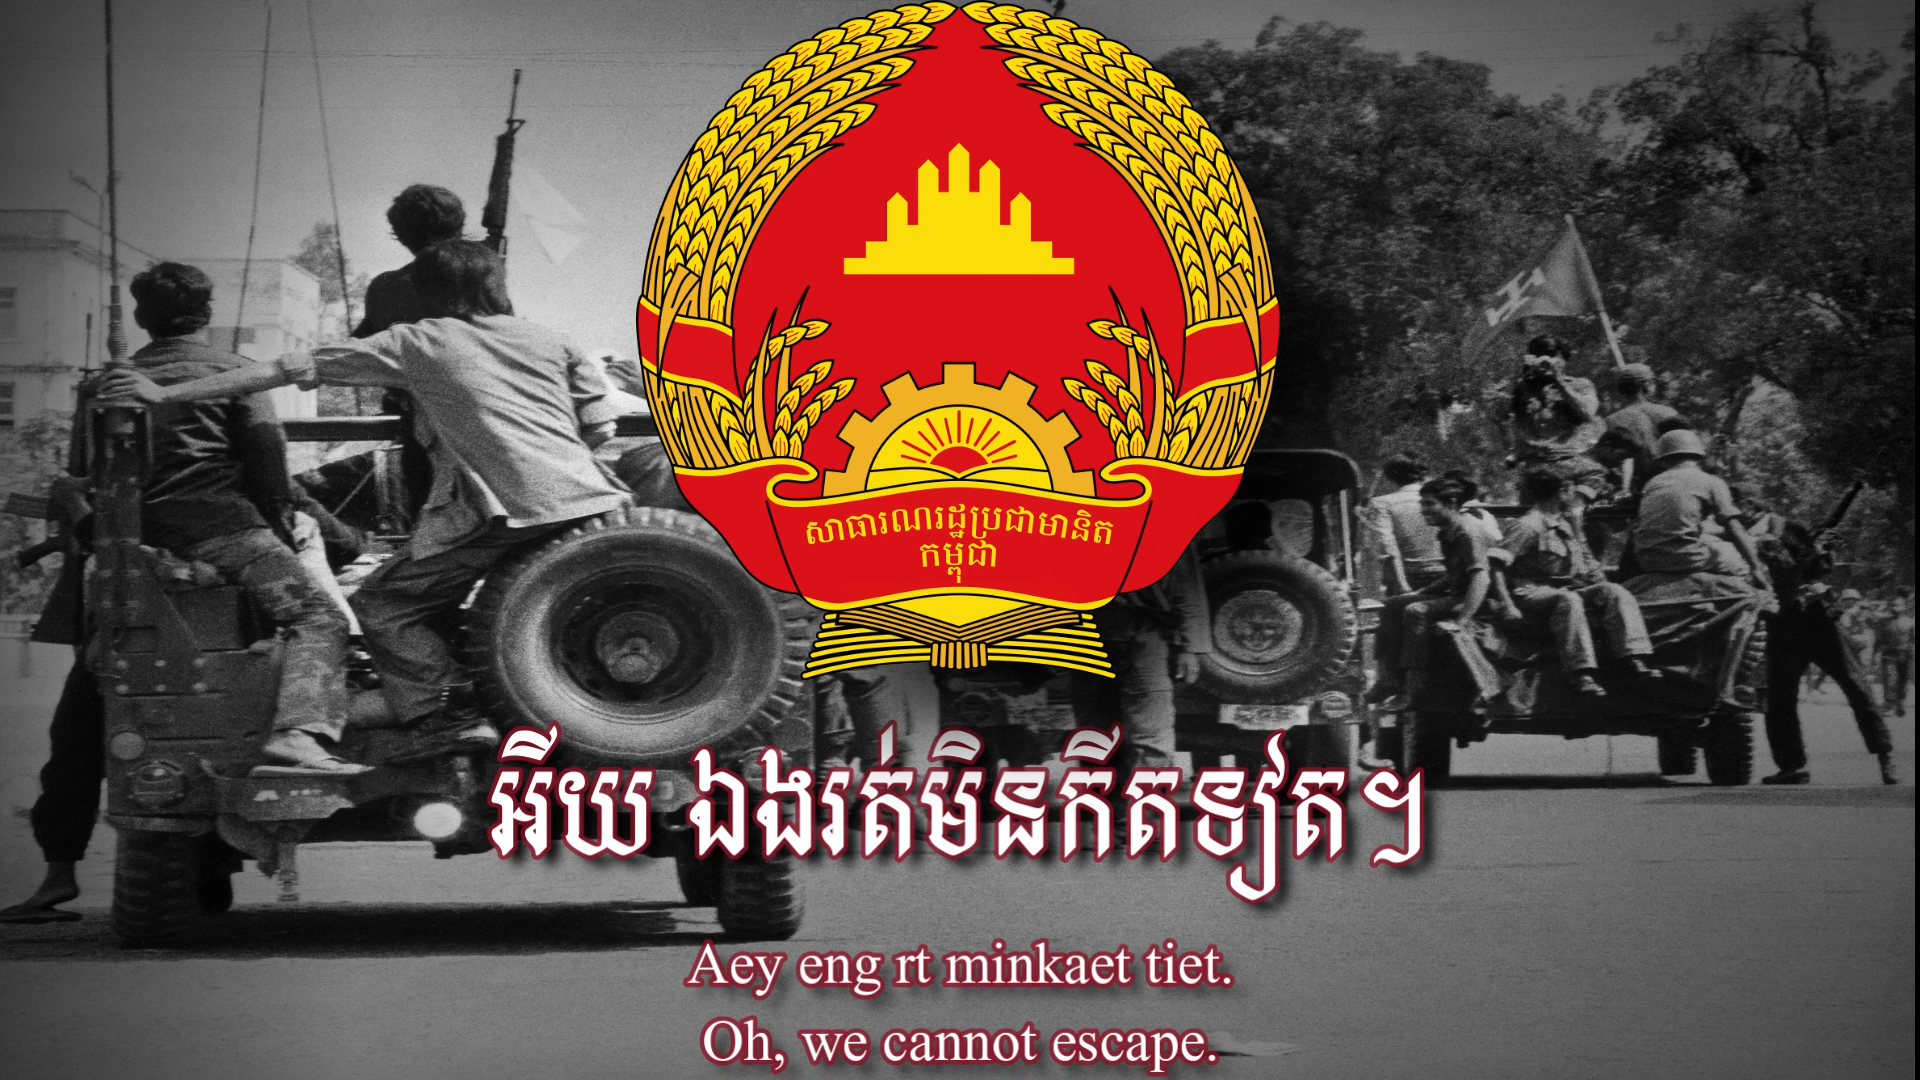 សាធារណរដ្ឋប្រជាមានិត
កម្ពុជា
អើយ ឯងរត់មិនកើតទៀត។
Aey eng rt minkaet tiet.
Oh, we cannot escape.